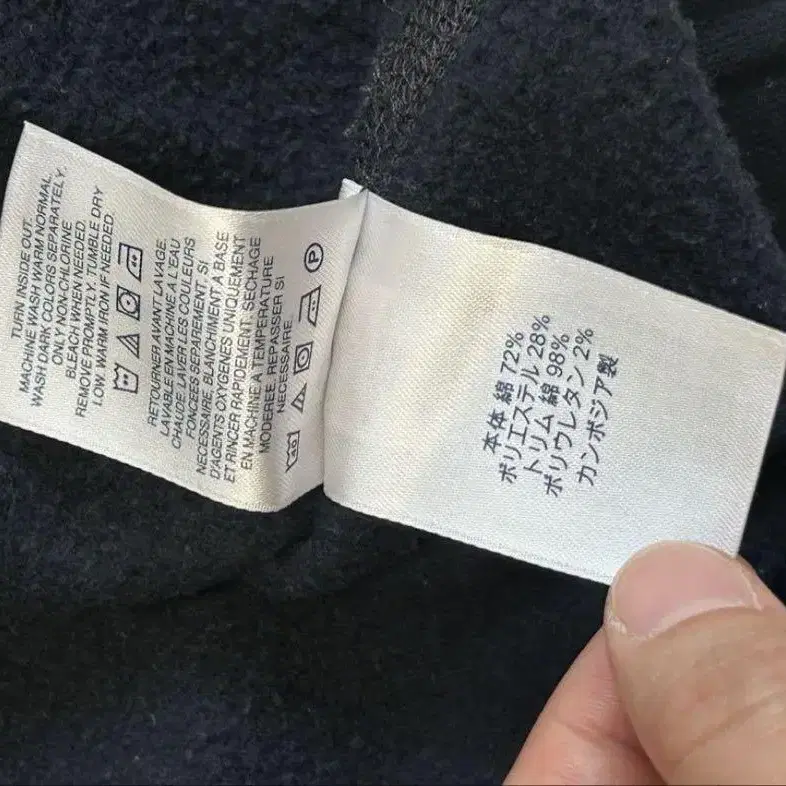 TURN INSIDE OUT.
MACHINE WASH WARM NORMAL.
WASH DARK COLORS SEPARATELY.
ONLY NON-CHLORINE
BLEACH WHEN NEEDED.
REMOVE PROMPTLY. TUMBLE DRY
LOW. WARM IRON IF NEEDED.
RETOURNER AVANT LAVAGE.
LAVABLE EN MACHINE A L'EAU
CHAUDE. LAVER LES COULEURS
FONCÉES SEPAREMENT. SI
NECESSAIRE, BLANCHIMENT A BASE
D'AGENTS OXYGENES UNIQUEMENT
ET RINCER RAPIDEMENT. SECHAGE
EN MACHINE A TEMPERATURE
MODEREE. REPASSER SI
NECESSAIRE.
40
P
本体 綿 72%
ポリエステル 28%
トリム 綿 98%
ポリウレタン 2%
カンボジア製